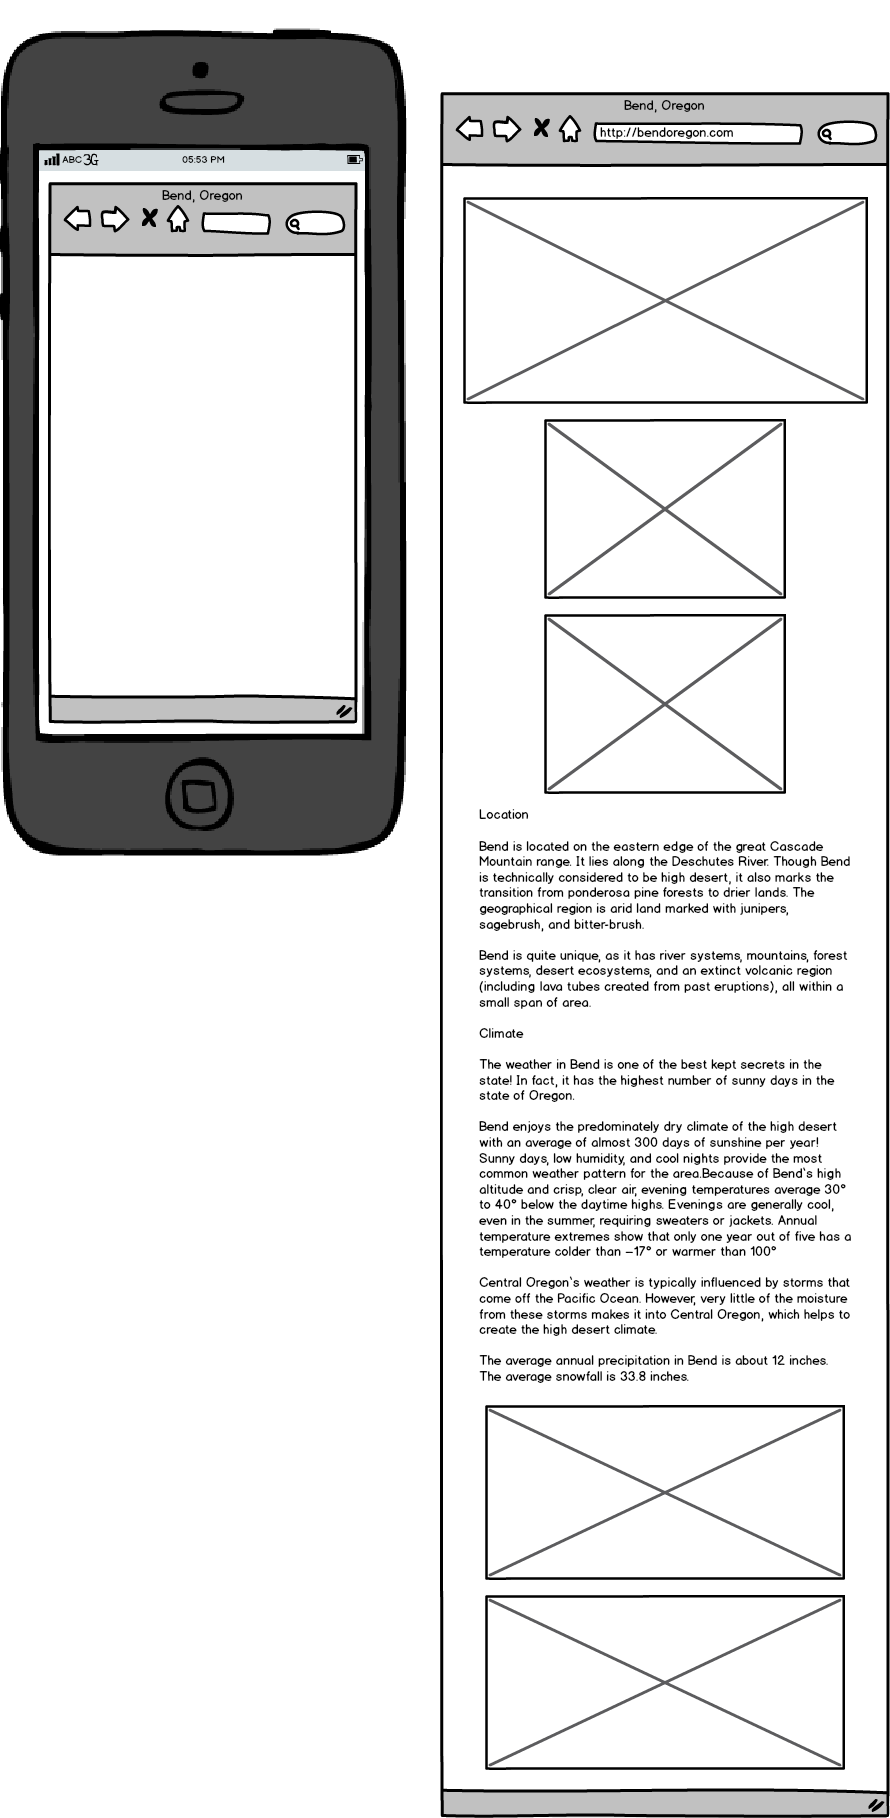 ABC 3G 05:53 PM
Bend, Oregon
Bend, Oregon
http://bendoregon.com
Location
Bend is located on the eastern edge of the great Cascade
Mountain range. It lies along the Deschutes River. Though Bend
is technically considered to be high desert, it also marks the
transition from ponderosa pine forests to drier lands. The
geographical region is arid land marked with junipers,
sagebrush, and bitter-brush.
Bend is quite unique, as it has river systems, mountains, forest
systems, desert ecosystems, and an extinct volcanic region
(including lava tubes created from past eruptions), all within a
small span of area.
Climate
The weather in Bend is one of the best kept secrets in the
state! In fact, it has the highest number of sunny days in the
state of Oregon.
Bend enjoys the predominately dry climate of the high desert
with an average of almost 300 days of sunshine per year!
Sunny days, low humidity, and cool nights provide the most
common weather pattern for the area.Because of Bend`s high
altitude and crisp, clear air, evening temperatures average 30°
to 40° below the daytime highs. Evenings are generally cool,
even in the summer, requiring sweaters or jackets. Annual
temperature extremes show that only one year out of five has a
temperature colder than –17° or warmer than 100°
Central Oregon`s weather is typically influenced by storms that
come off the Pacific Ocean. However, very little of the moisture
from these storms makes it into Central Oregon, which helps to
create the high desert climate.
The average annual precipitation in Bend is about 12 inches.
The average snowfall is 33.8 inches.